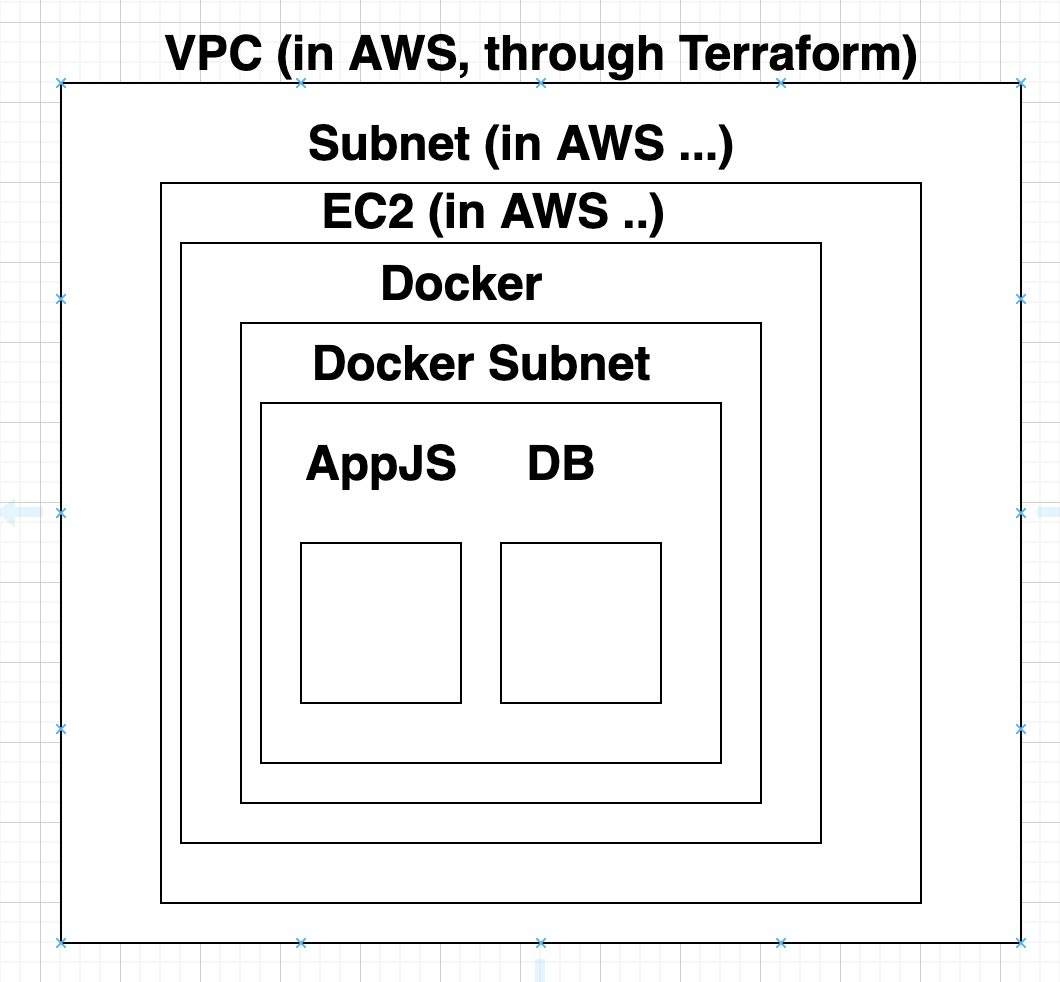 VPC (in AWS, through Terraform)
Subnet (in AWS ...)
EC2 (in AWS ..)
Docker
Docker Subnet
AppJS DB